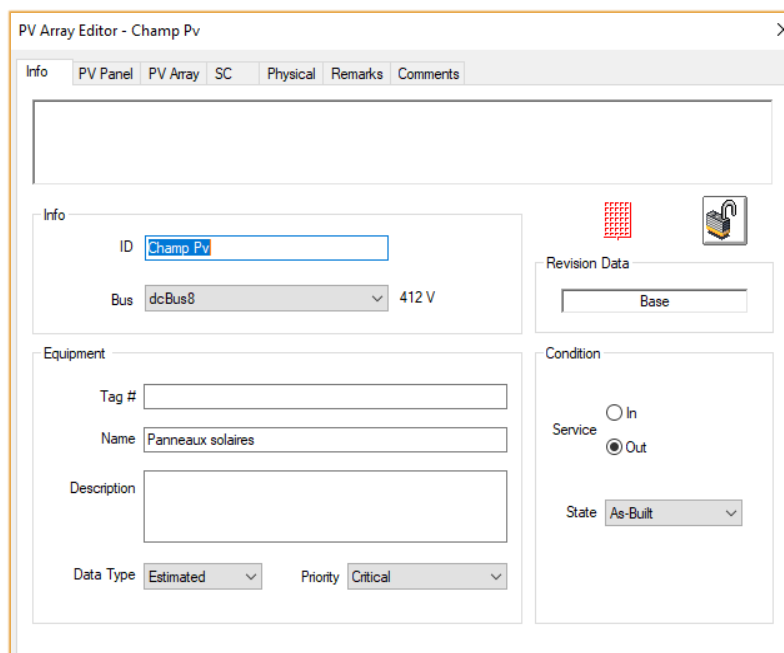 PV Array Editor - Champ Pv
Info PV Panel PV Array SC Physical Remarks Comments
Info
ID Champ Pv
Bus dcBus8 412 V
Revision Data
Base
Equipment
Tag #
Name Panneaux solaires
Description
Data Type Estimated Priority Critical
Condition
Service In
Out
State As-Built